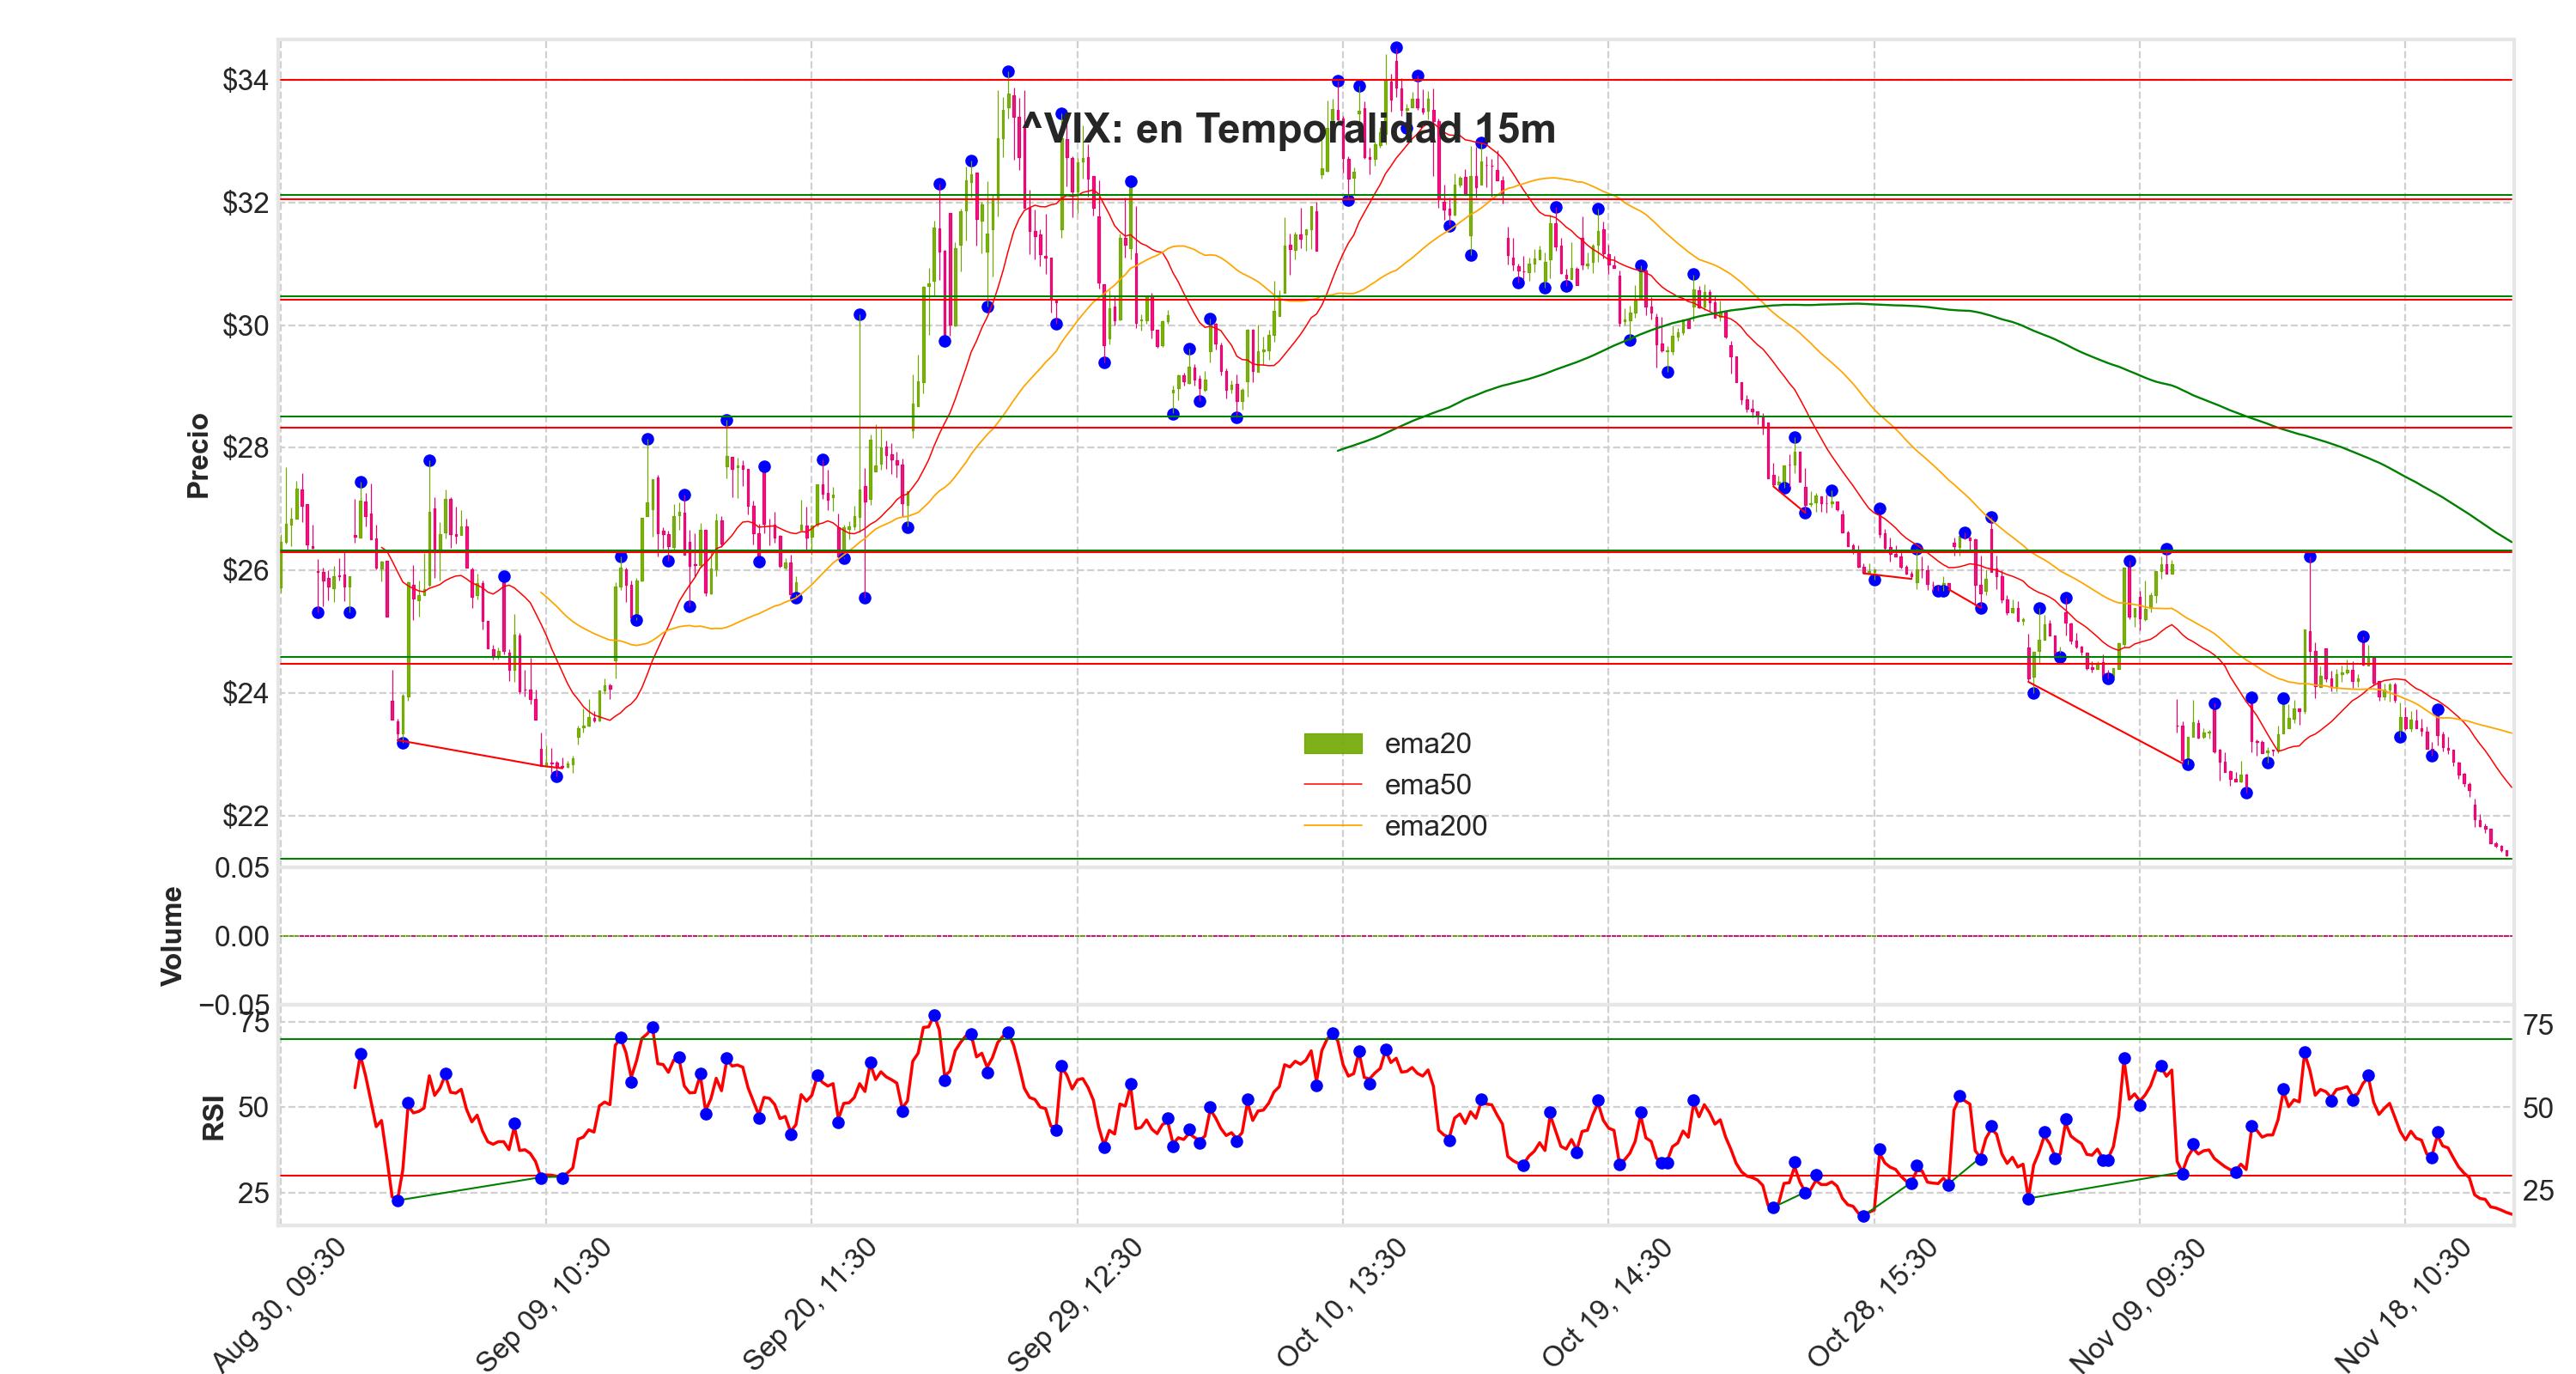 ^VIX: en Temporalidad 15m
Precio
$34
$32
$30
$28
$26
$24
$22
ema20
ema50
ema200
Volume
0.05
0.00
−0.05
RSI
75
50
25
75
50
25
Aug 30, 09:30
Sep 09, 10:30
Sep 20, 11:30
Sep 29, 12:30
Oct 10, 13:30
Oct 19, 14:30
Oct 28, 15:30
Nov 09, 09:30
Nov 18, 10:30